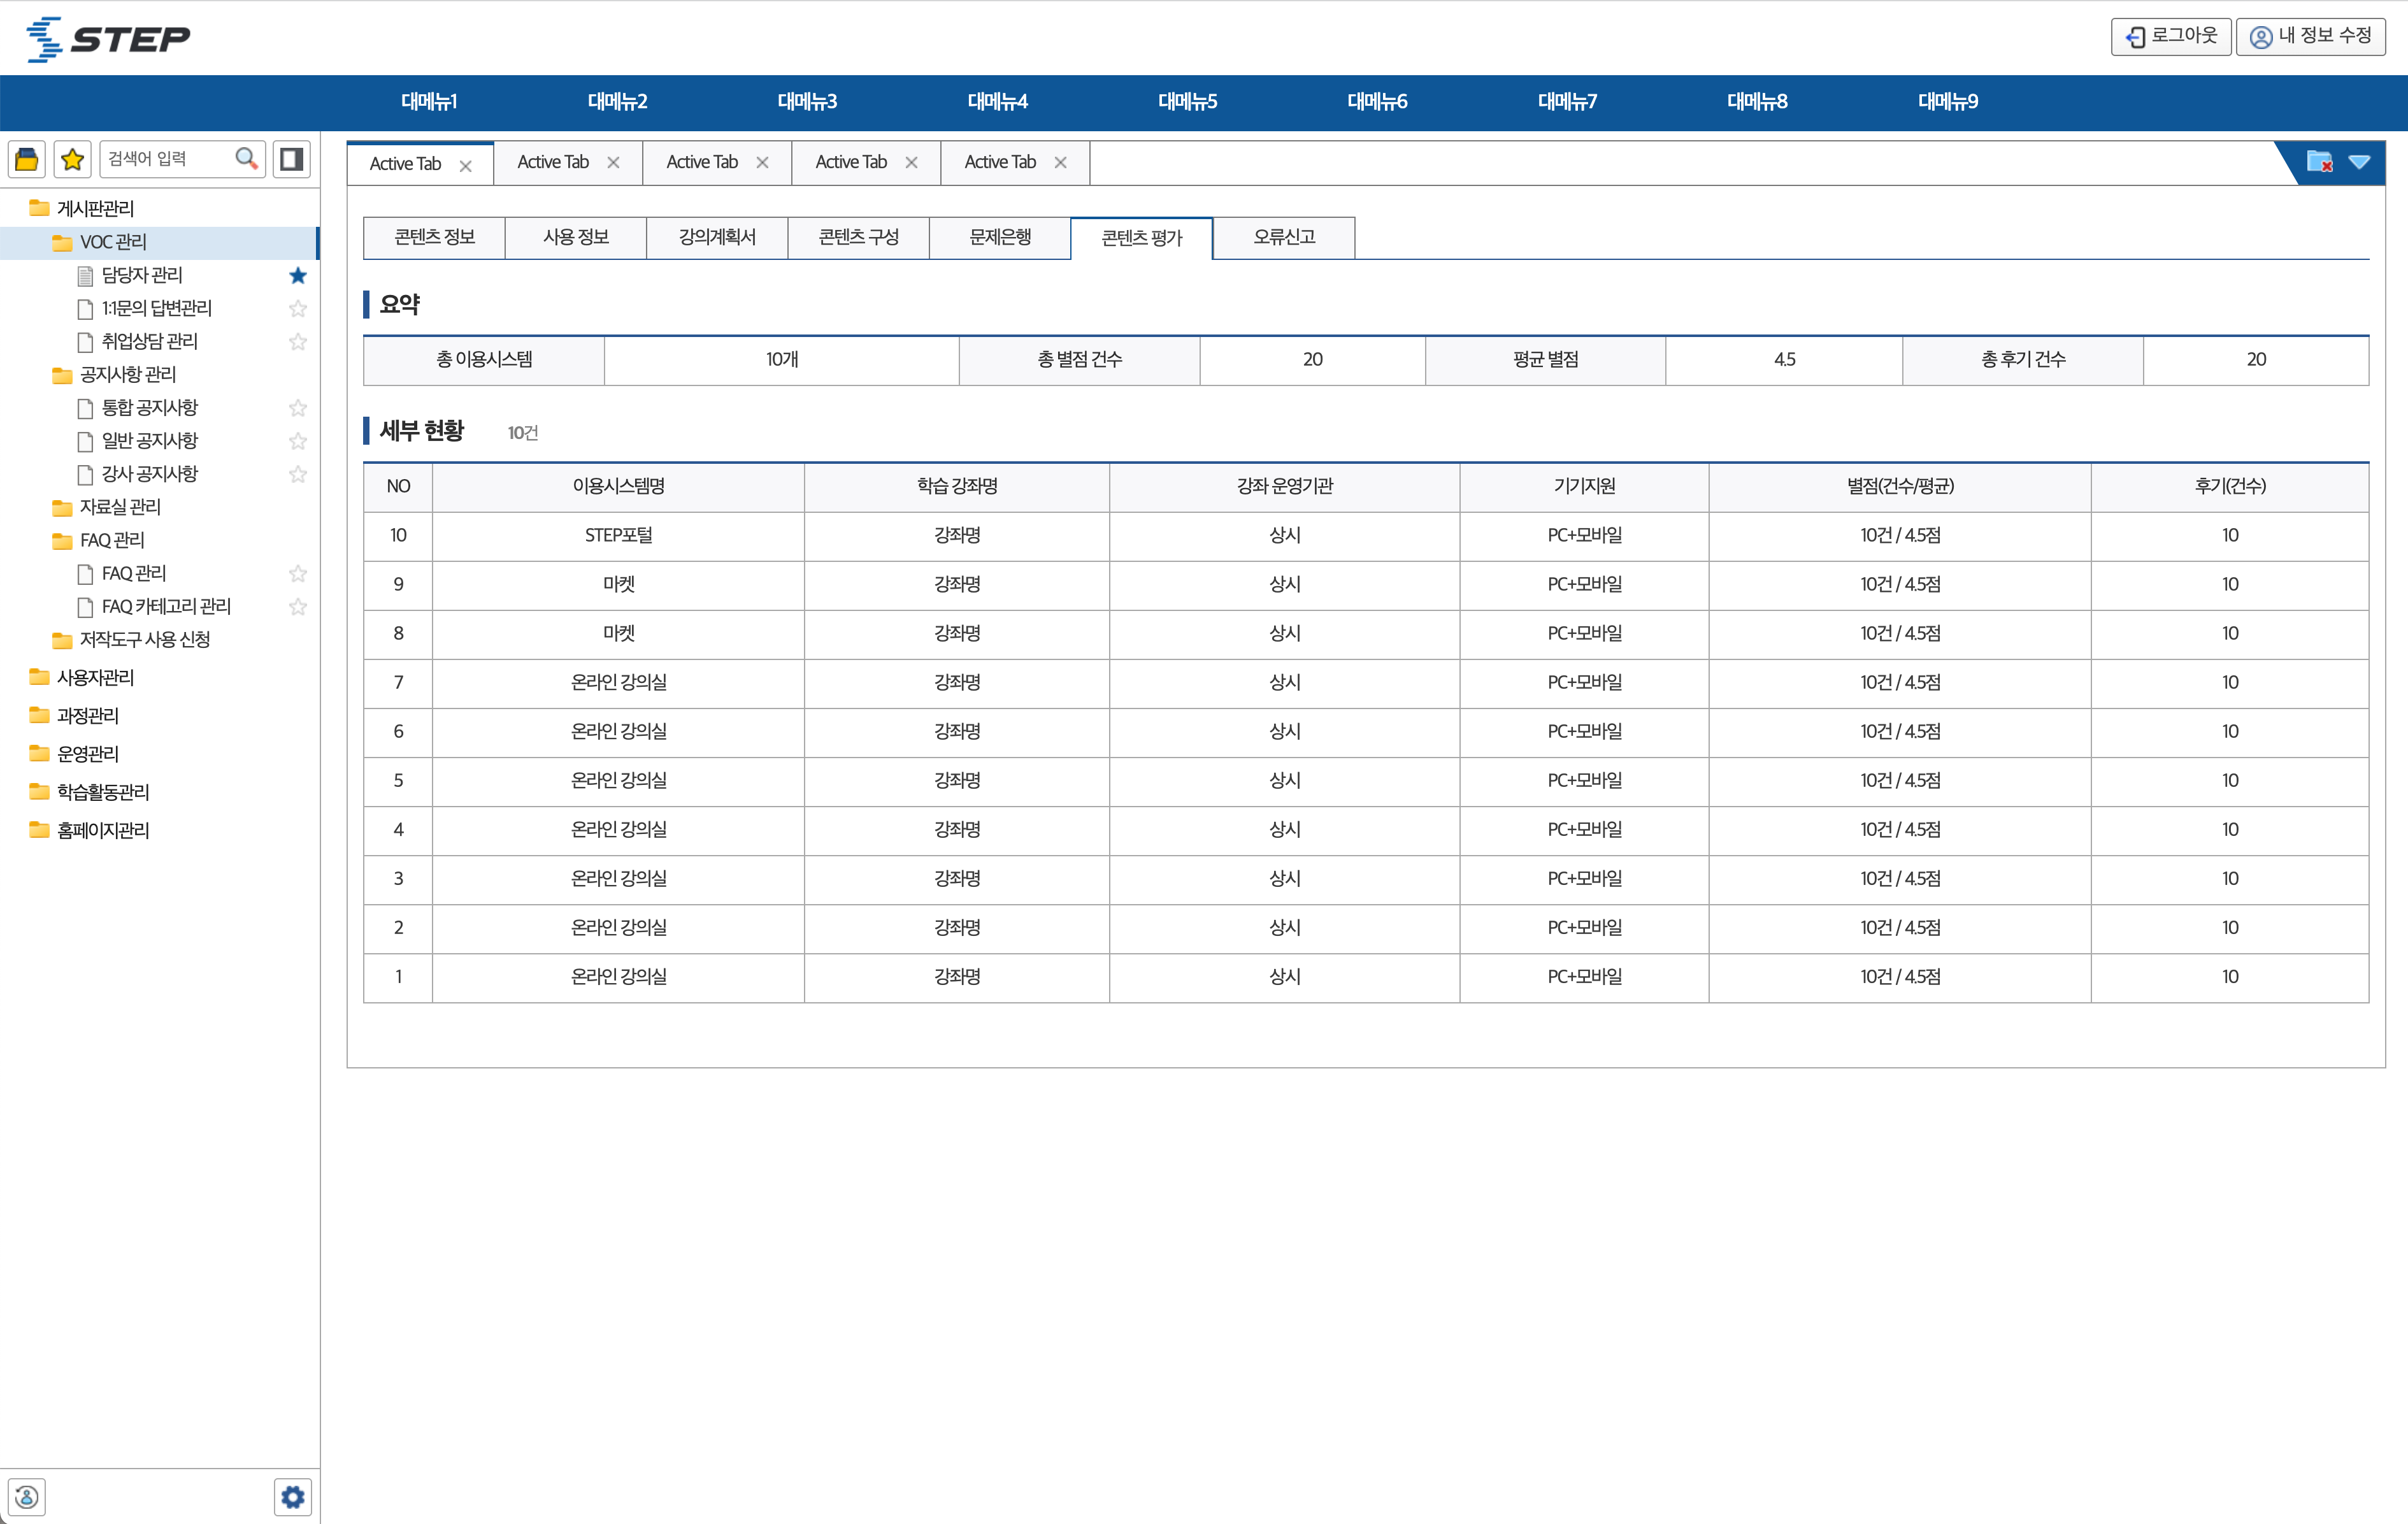 STEP
로그아웃 내 정보 수정
대메뉴1 대메뉴2 대메뉴3 대메뉴4 대메뉴5 대메뉴6 대메뉴7 대메뉴8 대메뉴9
검색어 입력
게시판관리
VOC 관리
담당자 관리
1:1문의 답변관리
취업상담 관리
공지사항 관리
통합 공지사항
일반 공지사항
강사 공지사항
자료실 관리
FAQ 관리
FAQ 관리
FAQ 카테고리 관리
저작도구 사용 신청
사용자관리
과정관리
운영관리
학습활동관리
홈페이지관리
Active Tab Active Tab Active Tab Active Tab Active Tab
콘텐츠 정보 사용 정보 강의계획서 콘텐츠 구성 문제은행 콘텐츠 평가 오류신고
요약
총 이용시스템 10개 총 별점 건수 20 평균 별점 4.5 총 후기 건수 20
세부 현황 10건
NO 이용시스템명 학습 강좌명 강좌 운영기관 기기지원 별점(건수/평균) 후기(건수)
10 STEP포털 강좌명 상시 PC+모바일 10건 / 4.5점 10
9 마켓 강좌명 상시 PC+모바일 10건 / 4.5점 10
8 마켓 강좌명 상시 PC+모바일 10건 / 4.5점 10
7 온라인 강의실 강좌명 상시 PC+모바일 10건 / 4.5점 10
6 온라인 강의실 강좌명 상시 PC+모바일 10건 / 4.5점 10
5 온라인 강의실 강좌명 상시 PC+모바일 10건 / 4.5점 10
4 온라인 강의실 강좌명 상시 PC+모바일 10건 / 4.5점 10
3 온라인 강의실 강좌명 상시 PC+모바일 10건 / 4.5점 10
2 온라인 강의실 강좌명 상시 PC+모바일 10건 / 4.5점 10
1 온라인 강의실 강좌명 상시 PC+모바일 10건 / 4.5점 10